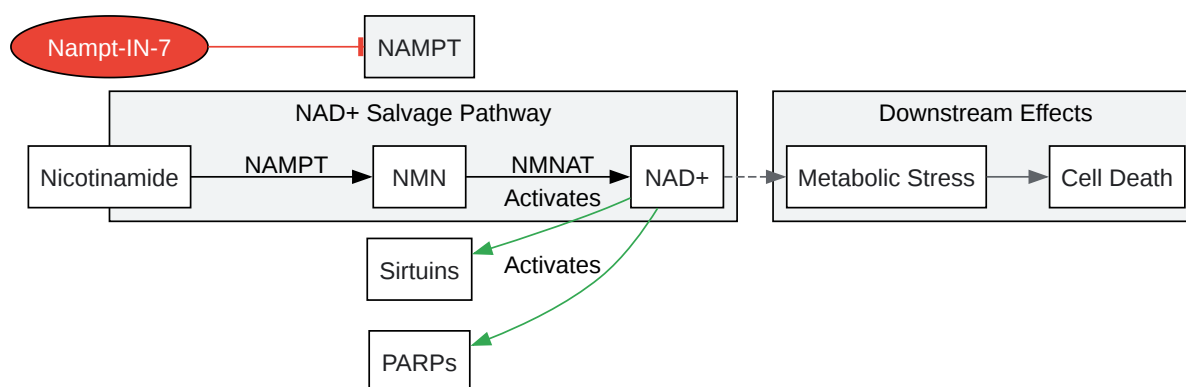 Nampt-IN-7
NAMPT
NAD+ Salvage Pathway
Downstream Effects
Nicotinamide
NAMPT
NMN
NMNAT
NAD+
Metabolic Stress
Cell Death
Activates
Sirtuins
Activates
PARPs